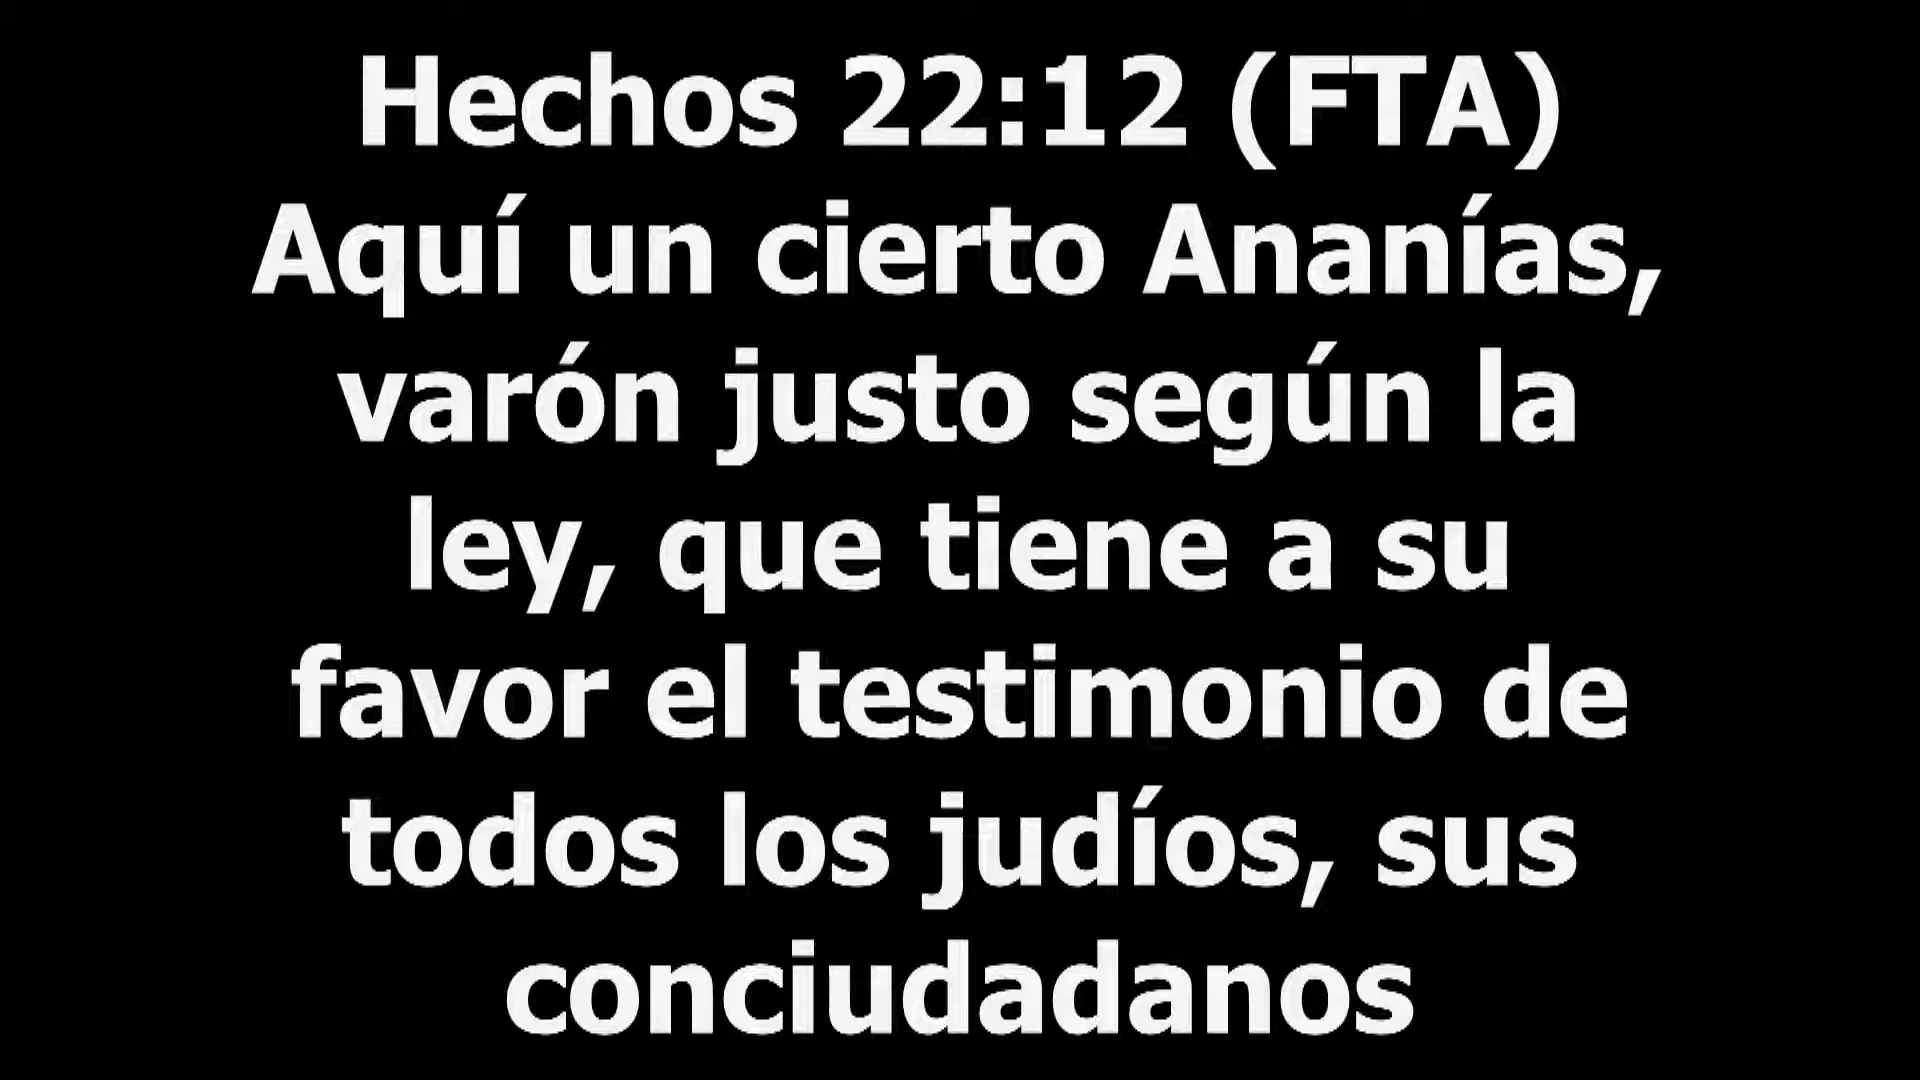 Hechos 22:12 (FTA)
Aquí un cierto Ananías,
varón justo según la
ley, que tiene a su
favor el testimonio de
todos los judíos, sus
conciudadanos